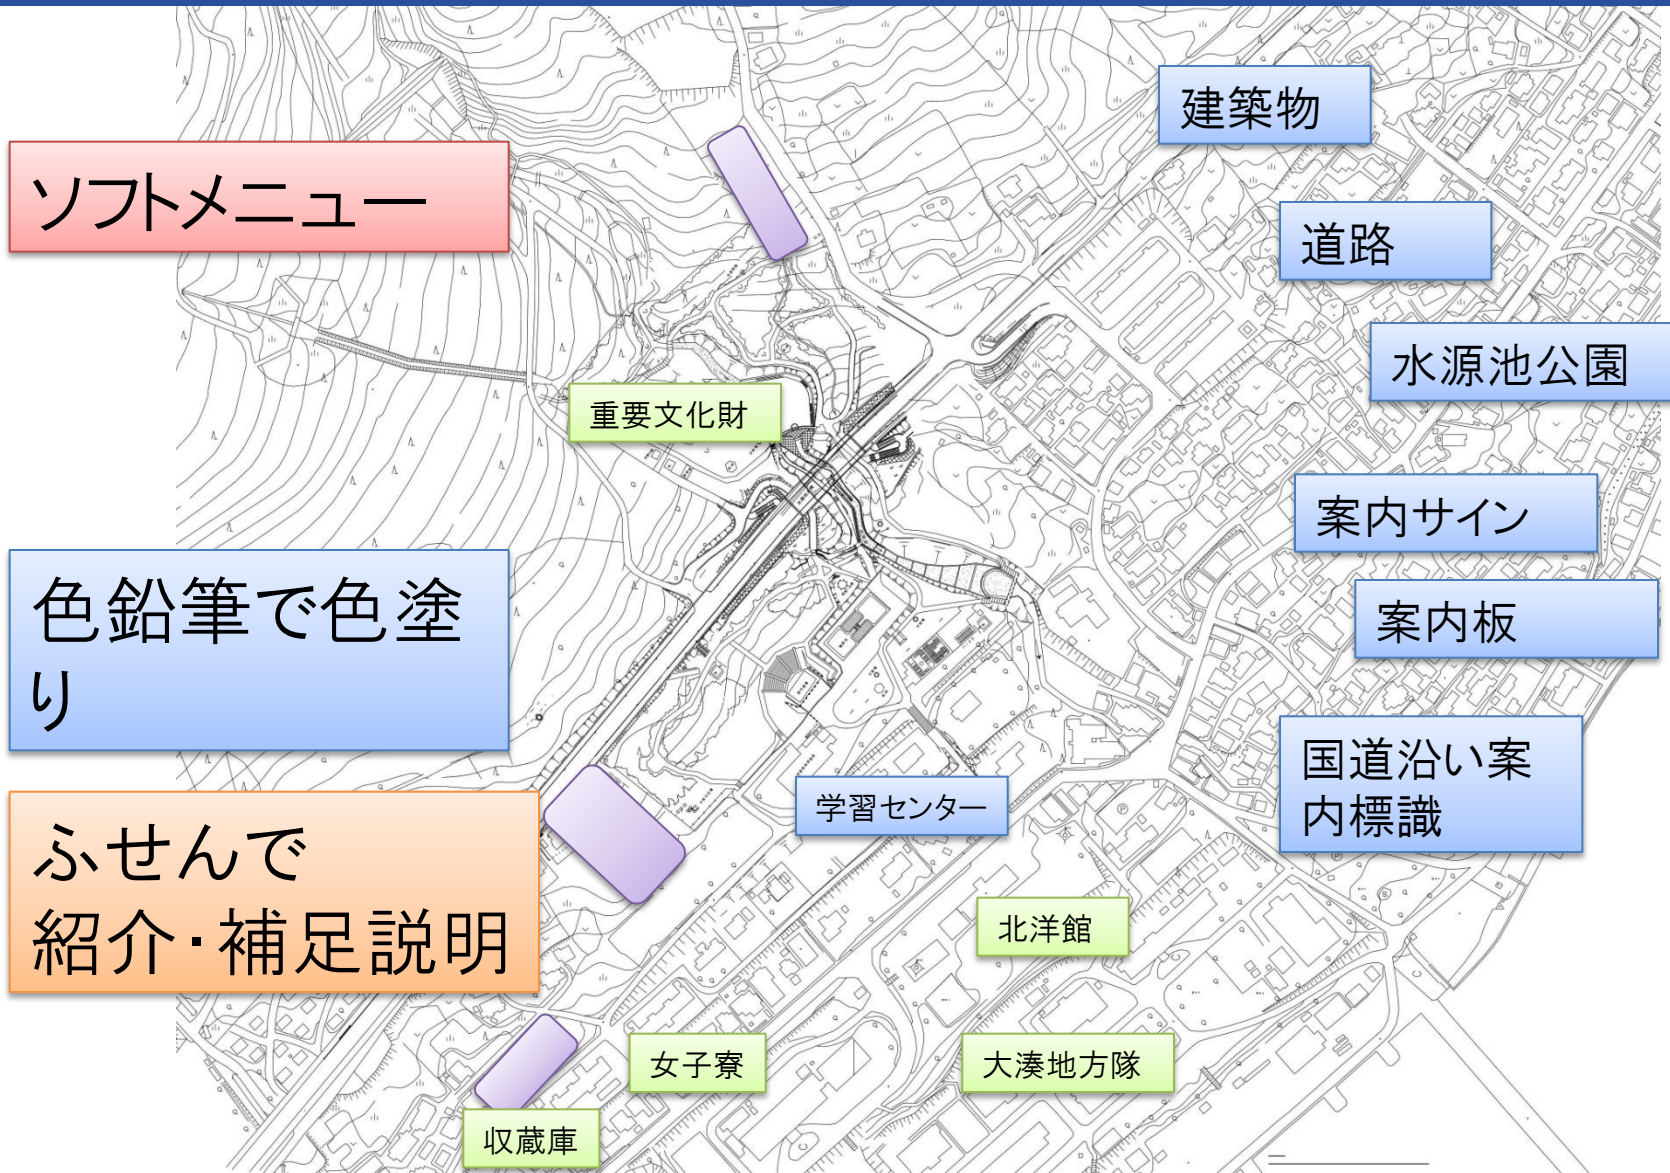 建築物
ソフトメニュー
道路
水源池公園
重要文化財
案内サイン
色鉛筆で色塗
り
案内板
国道沿い案
内標識
学習センター
ふせんで
紹介・補足説明
北洋館
女子寮
大湊地方隊
収蔵庫